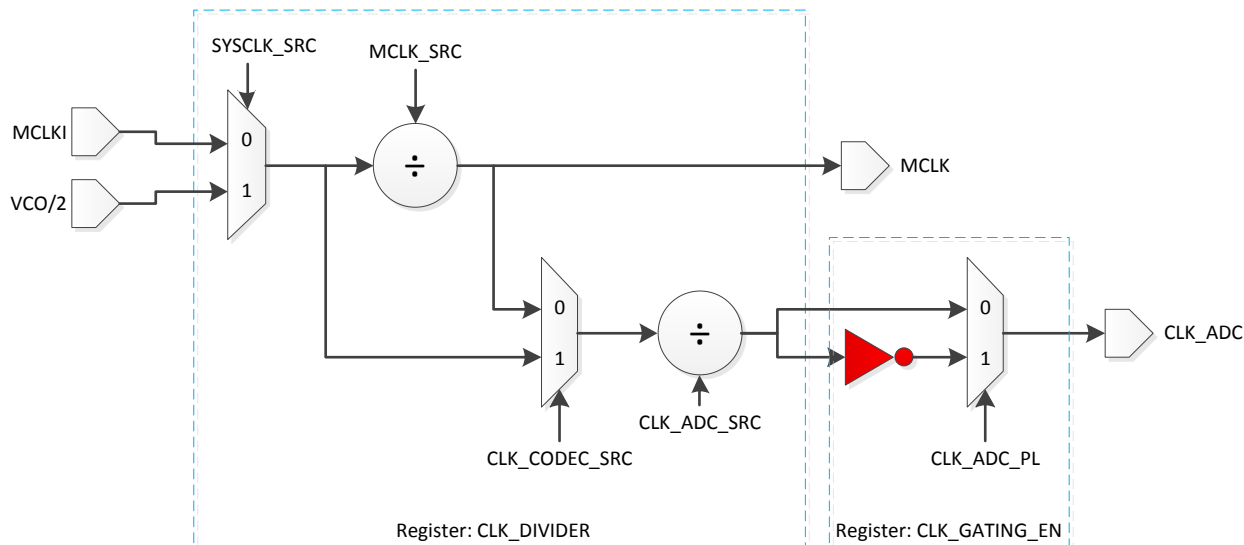 SYSCLK_SRC
MCLK_SRC
MCLKI
0
÷
MCLK
VCO/2
1
0
÷
0
CLK_ADC
1
1
CLK_ADC_SRC
CLK_CODEC_SRC
CLK_ADC_PL
Register: CLK_DIVIDER
Register: CLK_GATING_EN